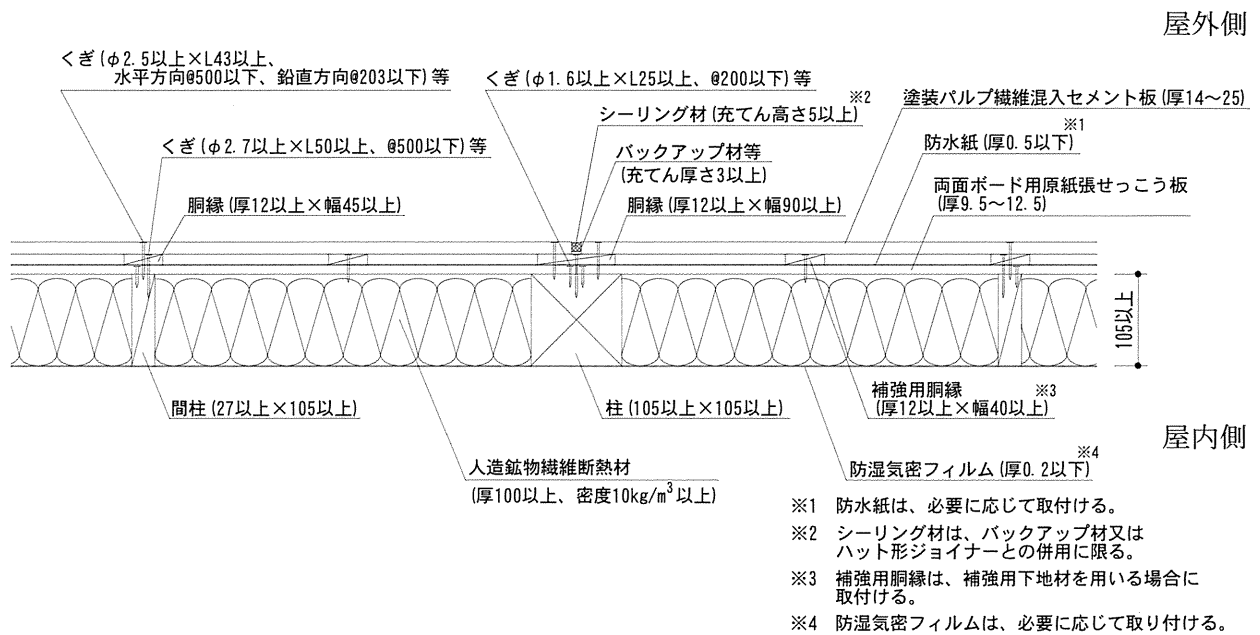 屋外側
くぎ(φ2.5以上×L43以上、
水平方向@500以下、鉛直方向@203以下)等
くぎ(φ1.6以上×L25以上、@200以下)等
シーリング材(充てん高さ5以上)※2
塗装パルプ繊維混入セメント板(厚14~25)
くぎ(φ2.7以上×L50以上、@500以下)等
バックアップ材等
(充てん厚さ3以上)
防水紙(厚0.5以下)※1
両面ボード用原紙張せっこう板
(厚9.5~12.5)
胴縁(厚12以上×幅45以上)
胴縁(厚12以上×幅90以上)
105以上
間柱(27以上×105以上)
柱(105以上×105以上)
補強用胴縁 ※3
(厚12以上×幅40以上)
屋内側
人造鉱物繊維断熱材
(厚100以上、密度10kg/m³以上)
防湿気密フィルム(厚0.2以下)※4
※1 防水紙は、必要に応じて取付ける。
※2 シーリング材は、バックアップ材又は
ハット形ジョイナーとの併用に限る。
※3 補強用胴縁は、補強用下地材を用いる場合に
取付ける。
※4 防湿気密フィルムは、必要に応じて取り付ける。